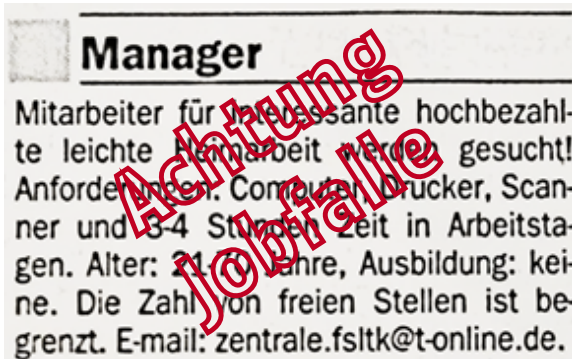 Manager
Mitarbeiter für interessante hochbezahl-
te leichte Heimarbeit werden gesucht!
Anforderungen: Computer, Drucker, Scan-
ner und 3-4 Stunden Zeit in Arbeitsta-
gen. Alter: 21-70 Jahre, Ausbildung: kei-
ne. Die Zahl von freien Stellen ist be-
grenzt. E-mail: zentrale.fsltk@t-online.de.
Achtung
Jobfalle